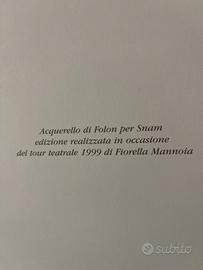 Acquerello di Folon per Snam
edizione realizzata in occasione
del tour teatrale 1999 di Fiorella Mannoia
subito